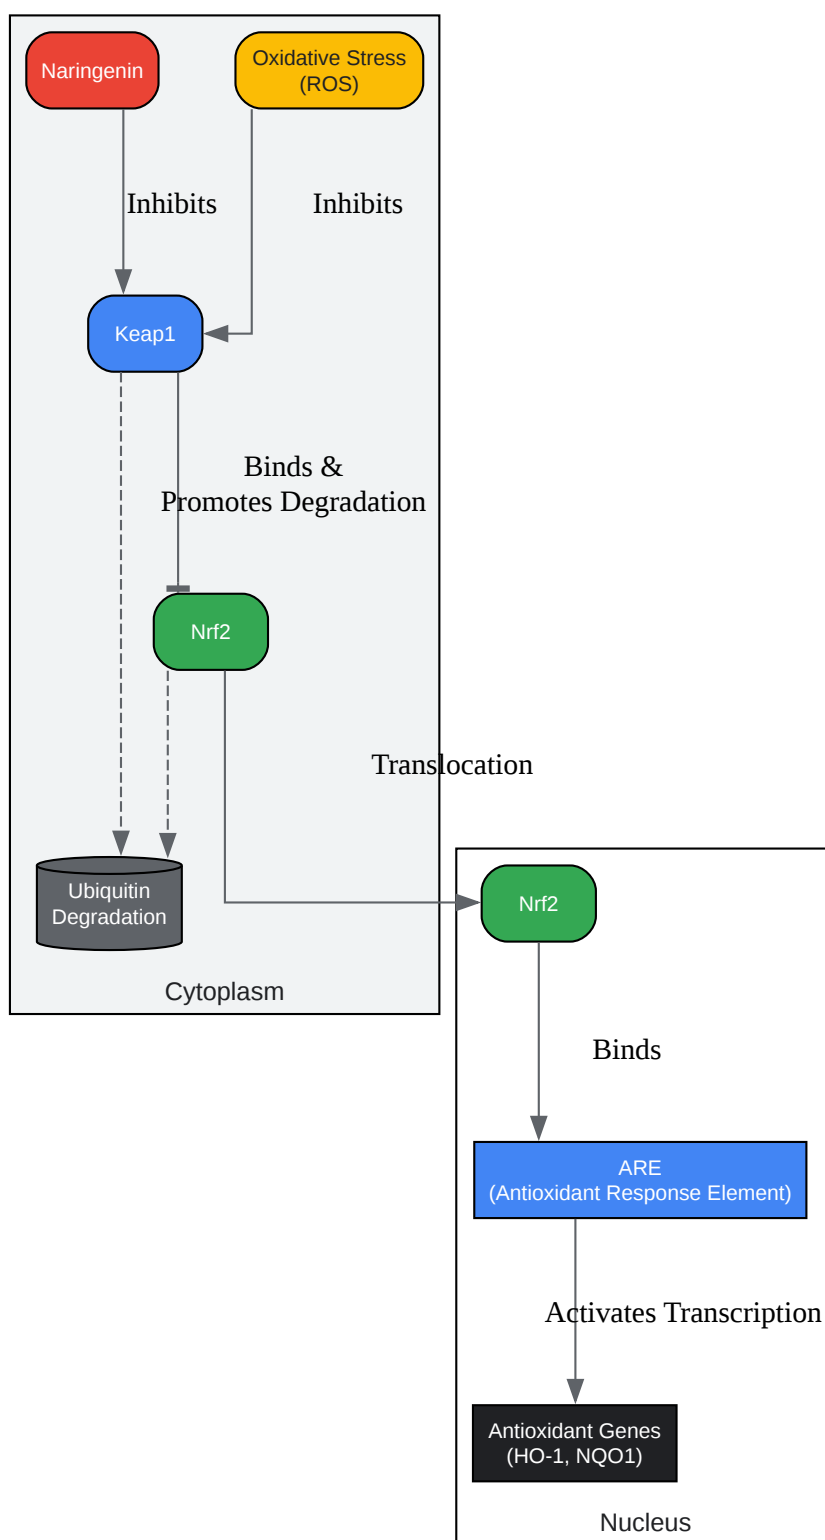 Naringenin
Oxidative Stress
(ROS)
Inhibits
Inhibits
Keap1
Binds &
Promotes Degradation
Nrf2
Translocation
Ubiquitin
Degradation
Nrf2
Cytoplasm
Binds
ARE
(Antioxidant Response Element)
Activates Transcription
Antioxidant Genes
(HO-1, NQO1)
Nucleus